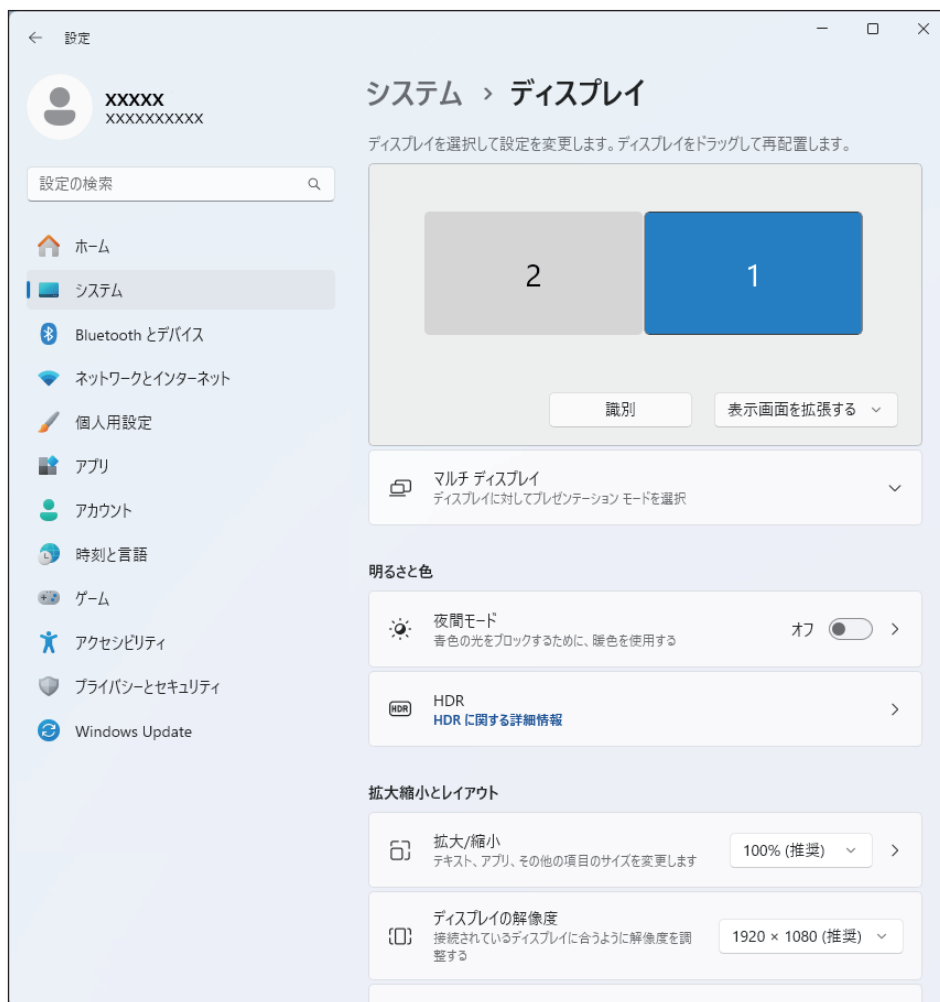 設定
XXXXX
XXXXXXXXXX
設定の検索
ホーム
システム
Bluetooth とデバイス
ネットワークとインターネット
個人用設定
アプリ
アカウント
時刻と言語
ゲーム
アクセシビリティ
プライバシーとセキュリティ
Windows Update
システム › ディスプレイ
ディスプレイを選択して設定を変更します。ディスプレイをドラッグして再配置します。
2
1
識別
表示画面を拡張する
マルチ ディスプレイ
ディスプレイに対してプレゼンテーション モードを選択
明るさと色
夜間モード
青色の光をブロックするために、暖色を使用する
オフ
HDR
HDR
HDR に関する詳細情報
拡大縮小とレイアウト
拡大/縮小
テキスト、アプリ、その他の項目のサイズを変更します
100% (推奨)
ディスプレイの解像度
接続されているディスプレイに合うように解像度を調
整する
1920 × 1080 (推奨)